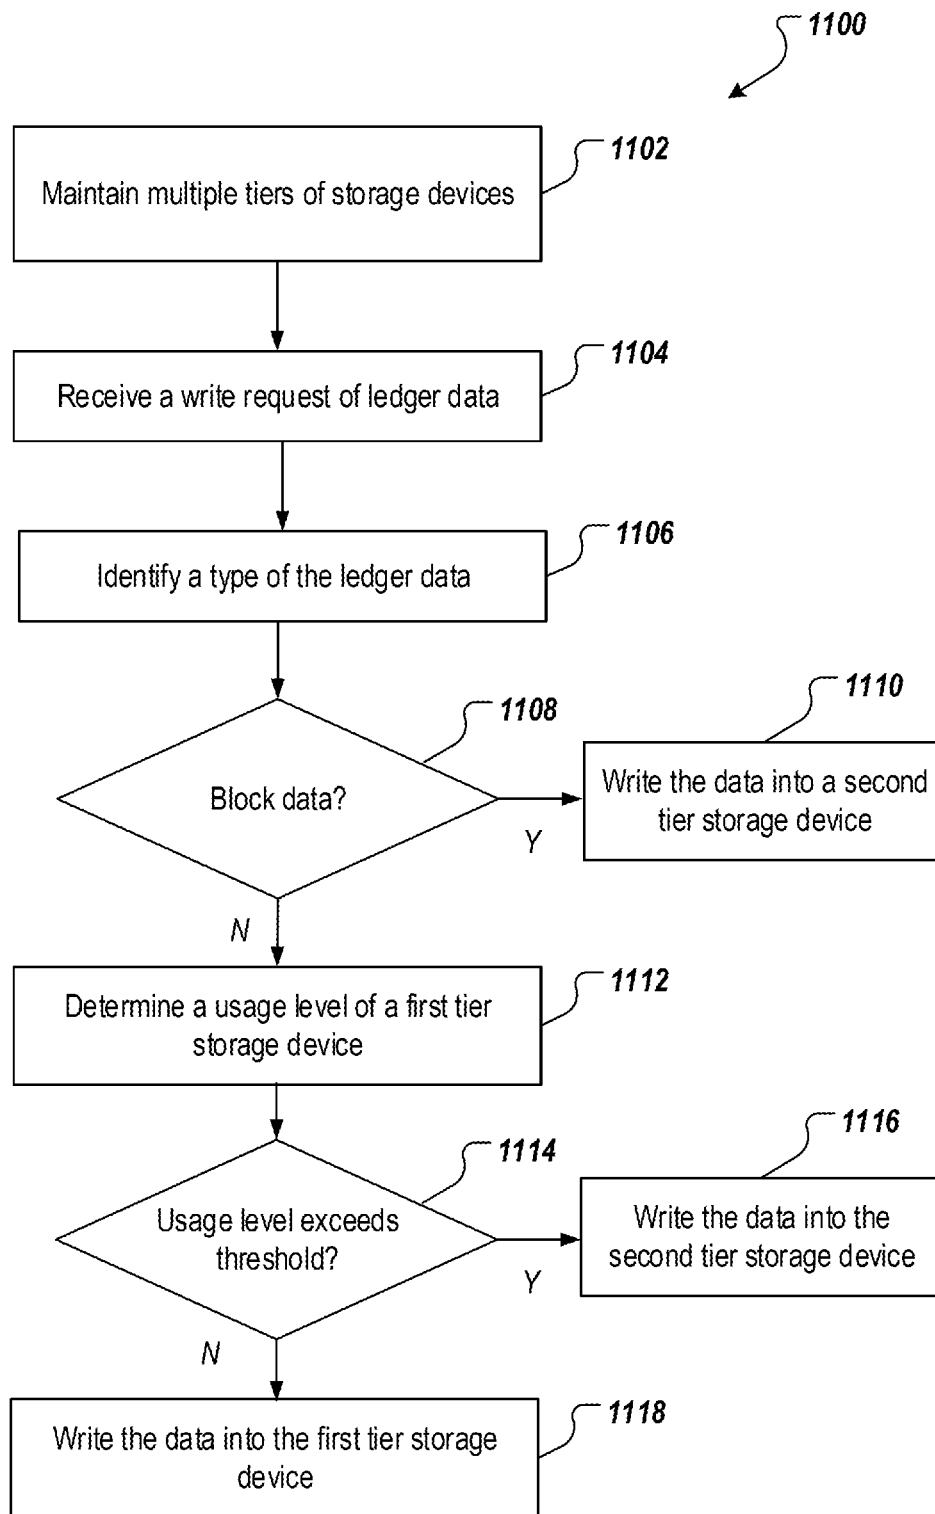 1100
1102
Maintain multiple tiers of storage devices
1104
Receive a write request of ledger data
1106
Identify a type of the ledger data
1108
Block data?
Y
N
1110
Write the data into a second
tier storage device
1112
Determine a usage level of a first tier
storage device
1114
Usage level exceeds
threshold?
Y
N
1116
Write the data into the
second tier storage device
1118
Write the data into the first tier storage
device